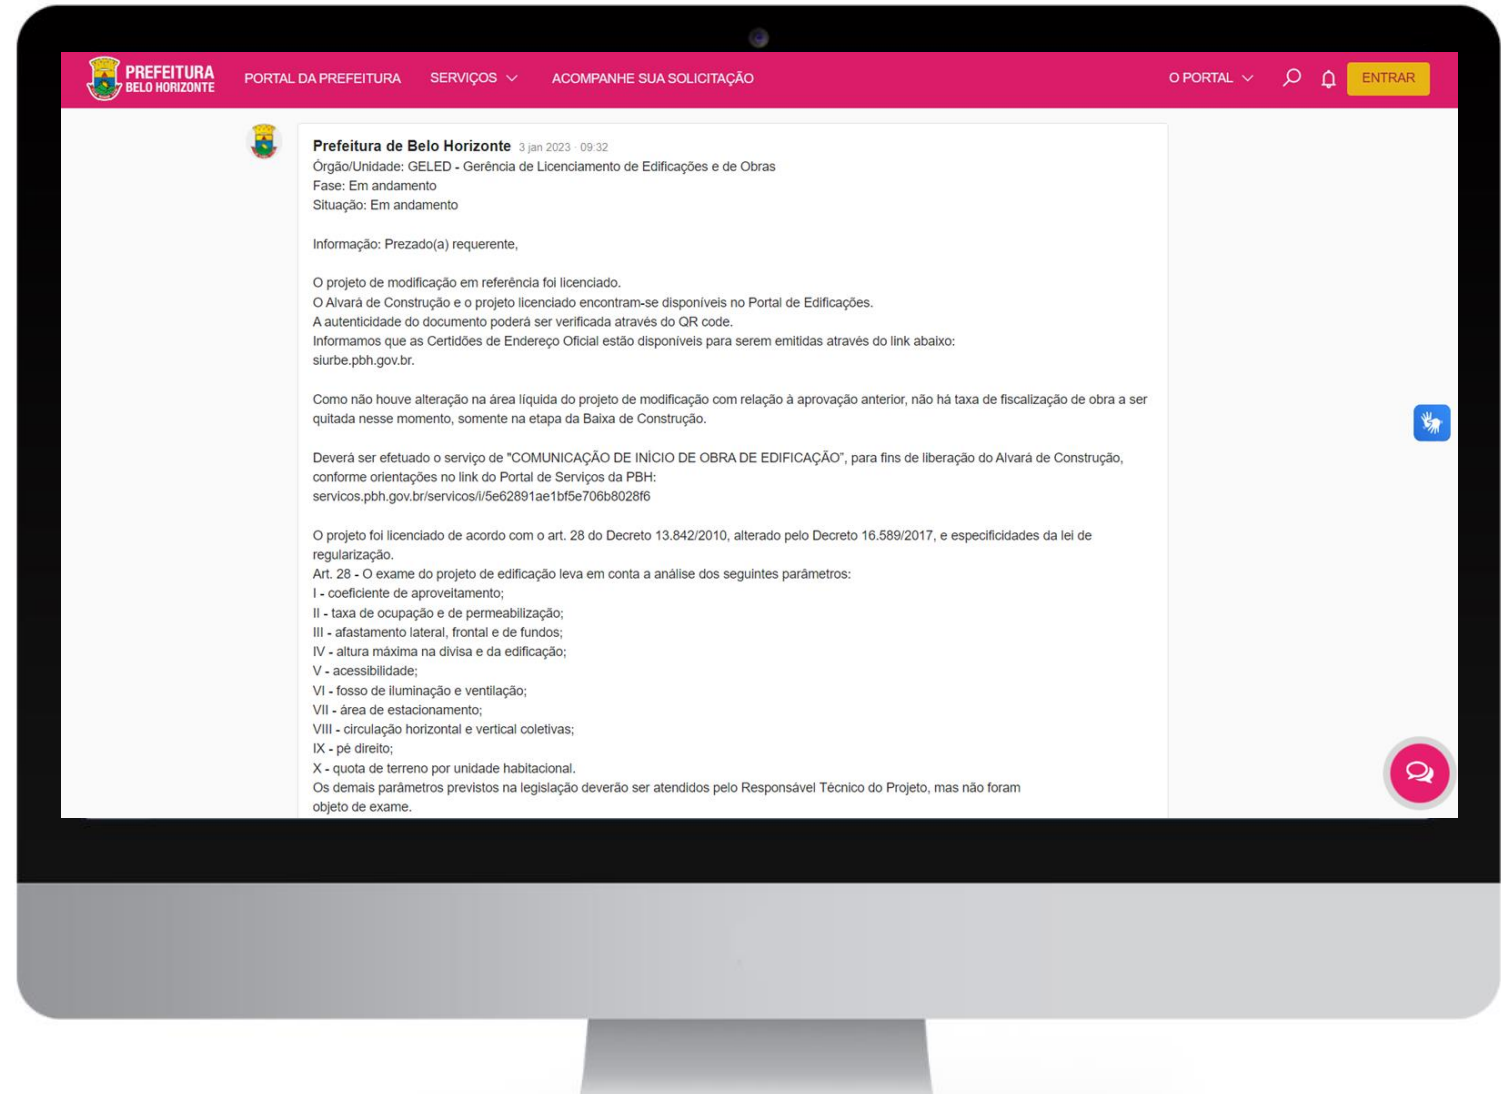 PREFEITURA
BELO HORIZONTE
PORTAL DA PREFEITURA
SERVIÇOS
ACOMPANHE SUA SOLICITAÇÃO
O PORTAL
ENTRAR
Prefeitura de Belo Horizonte 3 jan 2023 · 09:32
Órgão/Unidade: GELED - Gerência de Licenciamento de Edificações e de Obras
Fase: Em andamento
Situação: Em andamento
Informação: Prezado(a) requerente,
O projeto de modificação em referência foi licenciado.
O Alvará de Construção e o projeto licenciado encontram-se disponíveis no Portal de Edificações.
A autenticidade do documento poderá ser verificada através do QR code.
Informamos que as Certidões de Endereço Oficial estão disponíveis para serem emitidas através do link abaixo:
siurbe.pbh.gov.br.
Como não houve alteração na área líquida do projeto de modificação com relação à aprovação anterior, não há taxa de fiscalização de obra a ser
quitada nesse momento, somente na etapa da Baixa de Construção.
Deverá ser efetuado o serviço de "COMUNICAÇÃO DE INÍCIO DE OBRA DE EDIFICAÇÃO", para fins de liberação do Alvará de Construção,
conforme orientações no link do Portal de Serviços da PBH:
servicos.pbh.gov.br/servicos/i/5e62891ae1bf5e706b8028f6
O projeto foi licenciado de acordo com o art. 28 do Decreto 13.842/2010, alterado pelo Decreto 16.589/2017, e especificidades da lei de
regularização.
Art. 28 - O exame do projeto de edificação leva em conta a análise dos seguintes parâmetros:
I - coeficiente de aproveitamento;
II - taxa de ocupação e de permeabilização;
III - afastamento lateral, frontal e de fundos;
IV - altura máxima na divisa e da edificação;
V - acessibilidade;
VI - fosso de iluminação e ventilação;
VII - área de estacionamento;
VIII - circulação horizontal e vertical coletivas;
IX - pé direito;
X - quota de terreno por unidade habitacional.
Os demais parâmetros previstos na legislação deverão ser atendidos pelo Responsável Técnico do Projeto, mas não foram
objeto de exame.